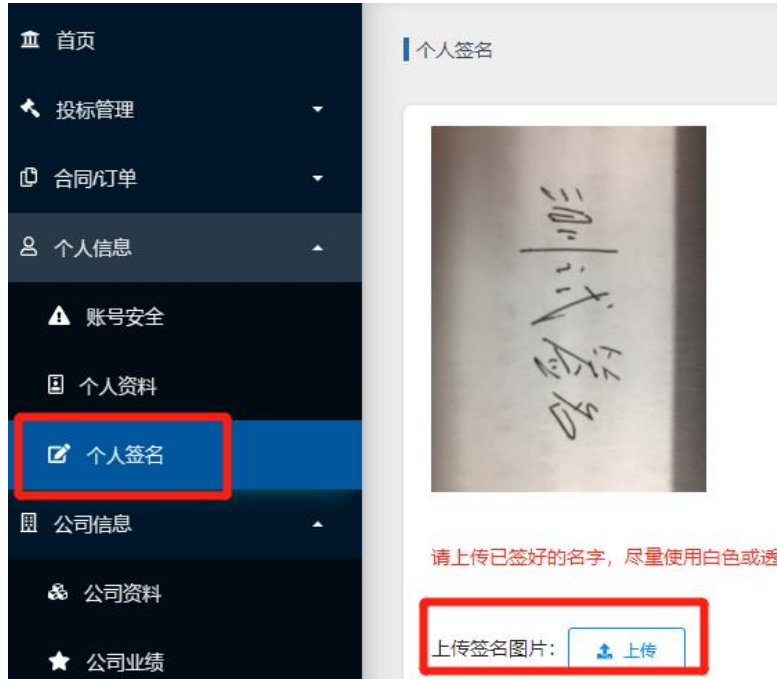 首页
投标管理
合同/订单
个人信息
账号安全
个人资料
个人签名
公司信息
公司资料
公司业绩
个人签名
测试签名
请上传已签好的名字，尽量使用白色或透
上传签名图片：
上传